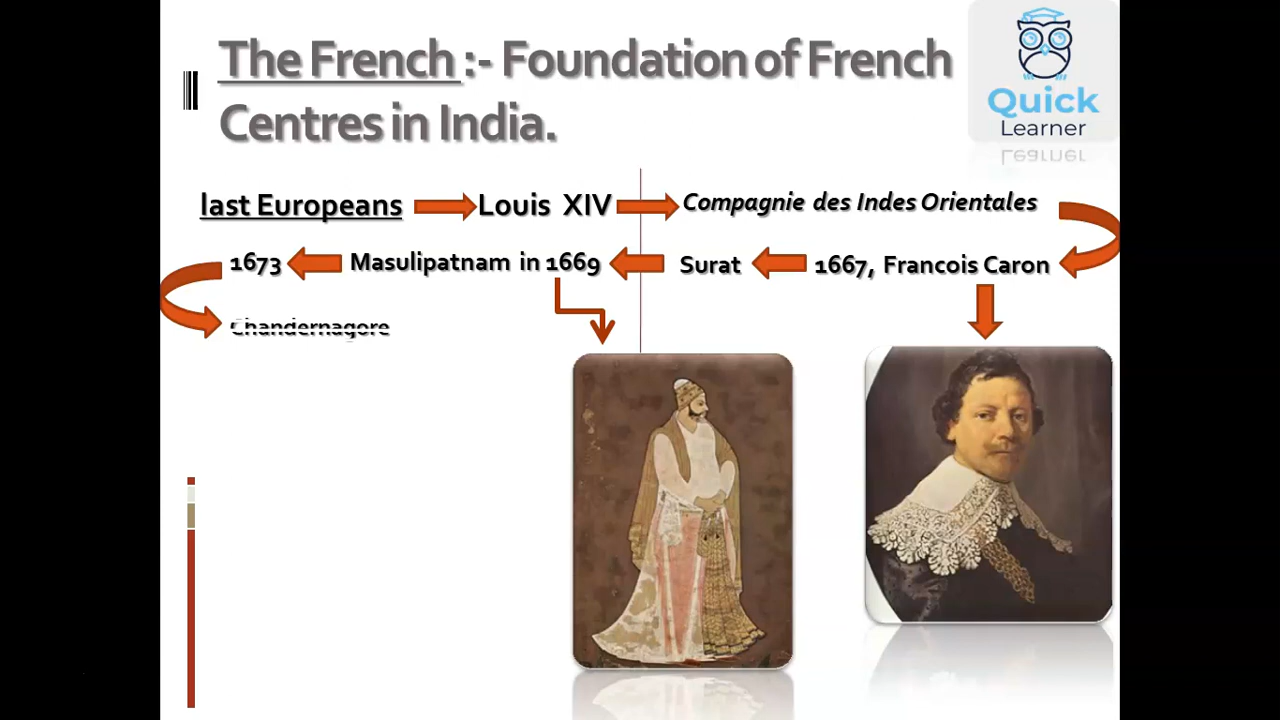 The French :- Foundation of French
Centres in India.
Quick
Learner
last Europeans
Louis XIV
Compagnie des Indes Orientales
1667, Francois Caron
Surat
Masulipatnam in 1669
1673
Chandernagore